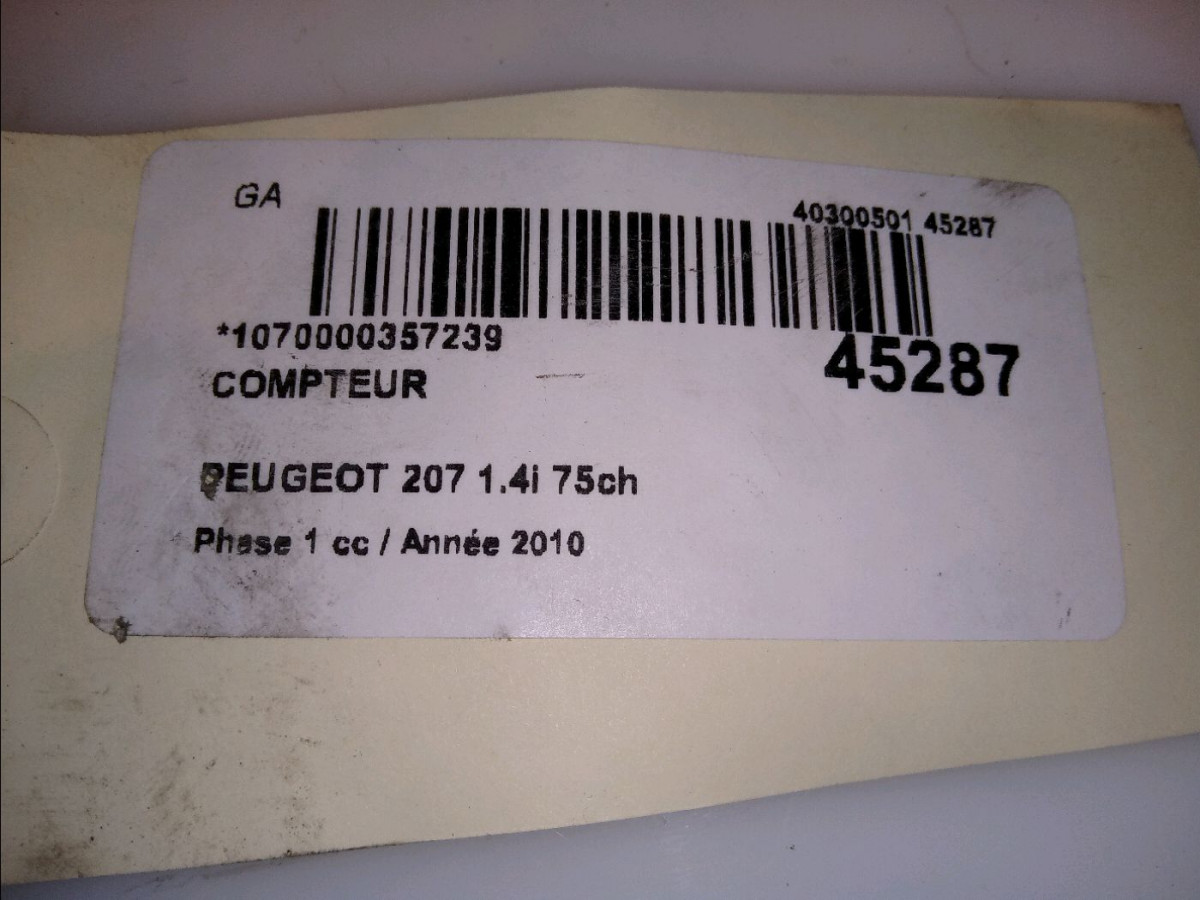 GA
40300501 45287
*1070000357239
45287
COMPTEUR
PEUGEOT 207 1.4i 75ch
Phase 1 cc / Année 2010